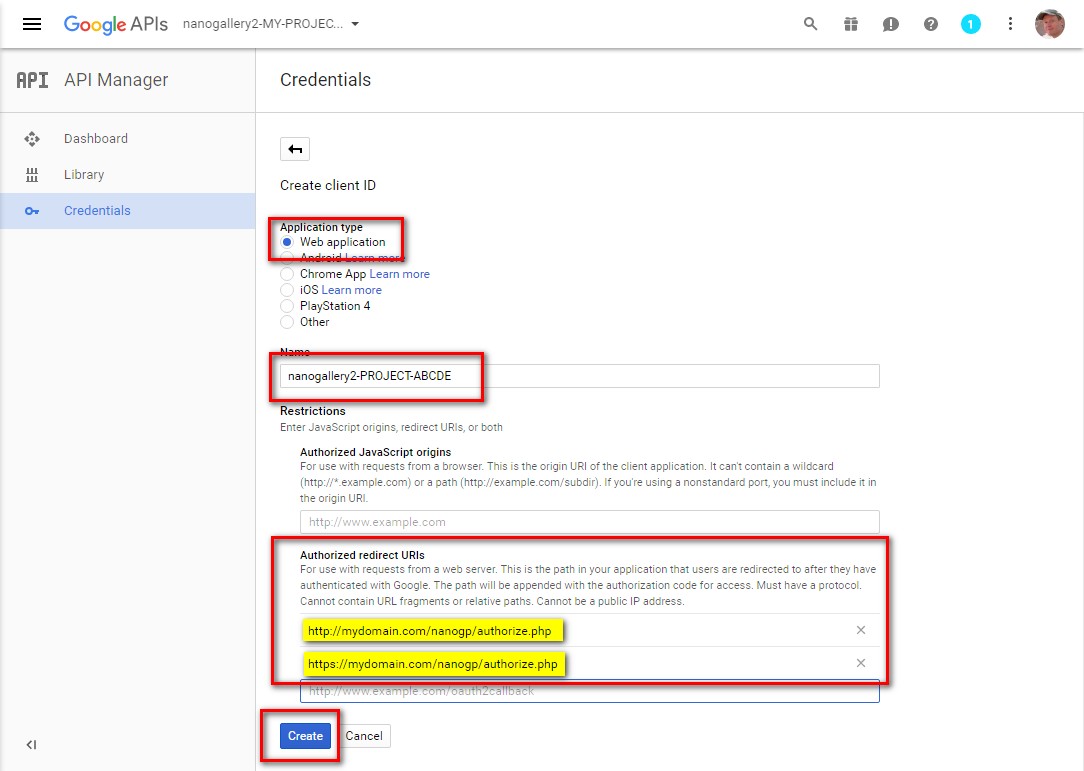 Google APIs nanogallery2-MY-PROJEC... 1
API API Manager Credentials
Dashboard
Library
Credentials
Create client ID
Application type
Web application
Android Learn more
Chrome App Learn more
iOS Learn more
PlayStation 4
Other
Name
nanogallery2-PROJECT-ABCDE
Restrictions
Enter JavaScript origins, redirect URIs, or both
Authorized JavaScript origins
For use with requests from a browser. This is the origin URI of the client application. It can't contain a wildcard
(http://*.example.com) or a path (http://example.com/subdir). If you're using a nonstandard port, you must include it in
the origin URI.
http://www.example.com
Authorized redirect URIs
For use with requests from a web server. This is the path in your application that users are redirected to after they have
authenticated with Google. The path will be appended with the authorization code for access. Must have a protocol.
Cannot contain URL fragments or relative paths. Cannot be a public IP address.
http://mydomain.com/nanogp/authorize.php
https://mydomain.com/nanogp/authorize.php
http://www.example.com/oauth2callback
Create Cancel